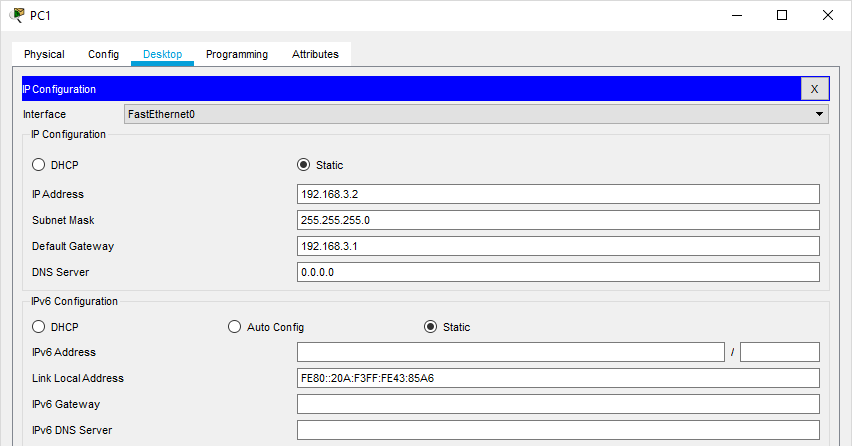 PC1
Physical Config Desktop Programming Attributes
IP Configuration X
Interface FastEthernet0
IP Configuration
DHCP Static
IP Address 192.168.3.2
Subnet Mask 255.255.255.0
Default Gateway 192.168.3.1
DNS Server 0.0.0.0
IPv6 Configuration
DHCP Auto Config Static
IPv6 Address /
Link Local Address FE80::20A:F3FF:FE43:85A6
IPv6 Gateway
IPv6 DNS Server